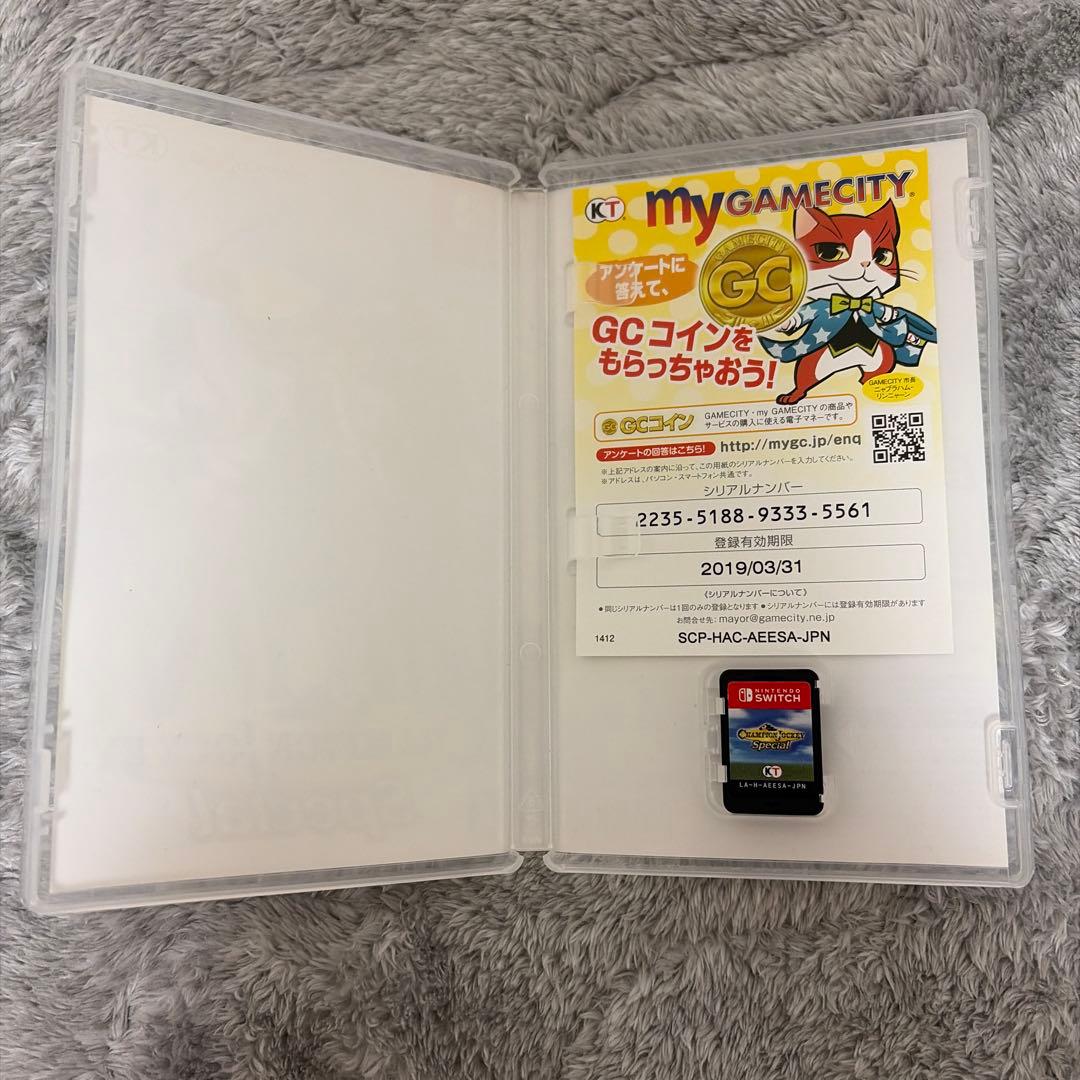 KT my GAMECITY®
GAMECITY
GC
アンケートに
答えて、
GCコインを
もらっちゃおう!
GAMECITY 市長
ニャブラハム・
リンニャーン
GC GCコイン
GAMECITY・my GAMECITY の商品や
サービスの購入に使える電子マネーです。
アンケートの回答はこちら!
http://mygc.jp/enq
※上記アドレスの案内に沿って、この用紙のシリアルナンバーを入力してください。
※アドレスは、パソコン・スマートフォン共通です。
シリアルナンバー
2235-5188-9333-5561
登録有効期限
2019/03/31
《シリアルナンバーについて》
●同じシリアルナンバーは1回のみの登録となります ●シリアルナンバーには登録有効期限があります
お問合せ先: mayor@gamecity.ne.jp
1412
SCP-HAC-AEESA-JPN
NINTENDO
SWITCH
CHAMPION JOCKEY
Special
KT
LA-H-AEESA-JPN